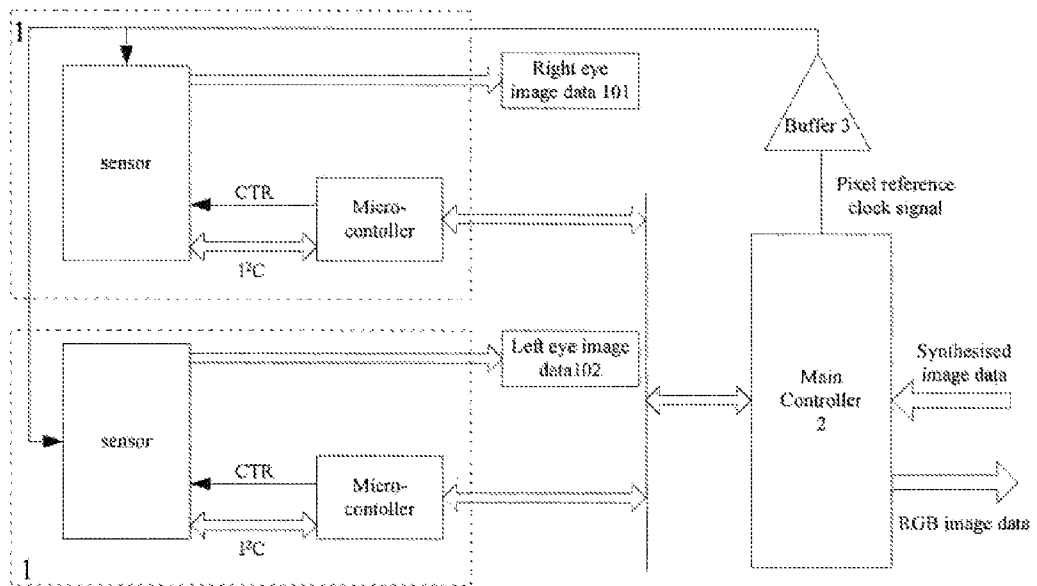 1
Right eye
image data 101
sensor
CTR
Micro-
contoller
I²C
Buffer 3
Pixel reference
clock signal
Left eye image
data102
sensor
CTR
Micro-
contoller
I²C
1
Main
Controller
2
Synthesised
image data
RGB image data